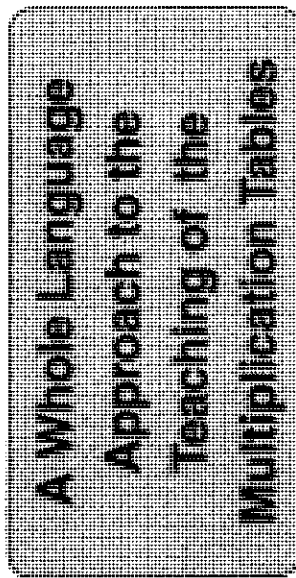 A Whole Language
Approach to the
Teaching of the
Multiplication Tables